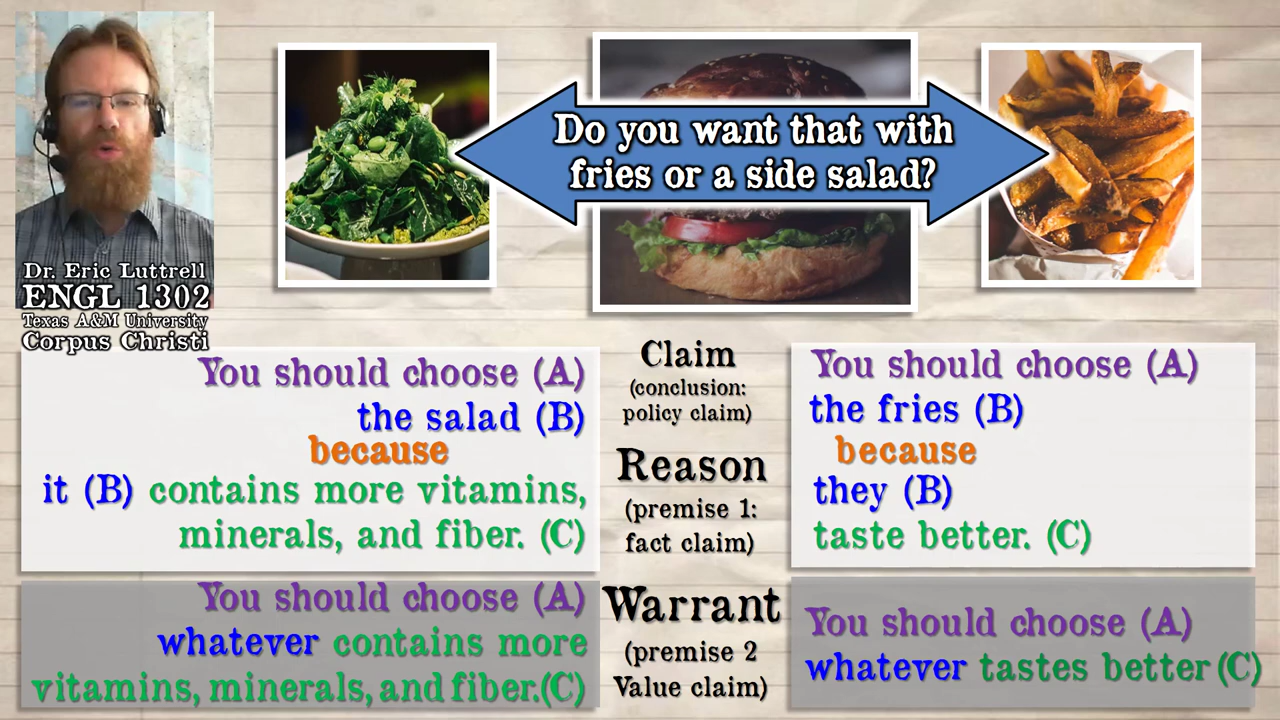 Do you want that with
fries or a side salad?
Dr. Eric Luttrell
ENGL 1302
Texas A&M University
Corpus Christi
You should choose (A)
the salad (B)
because
it (B) contains more vitamins,
minerals, and fiber. (C)
Claim
(conclusion:
policy claim)
Reason
(premise 1:
fact claim)
You should choose (A)
the fries (B)
because
they (B)
taste better. (C)
You should choose (A)
whatever contains more
vitamins, minerals, and fiber.(C)
Warrant
(premise 2
Value claim)
You should choose (A)
whatever tastes better (C)